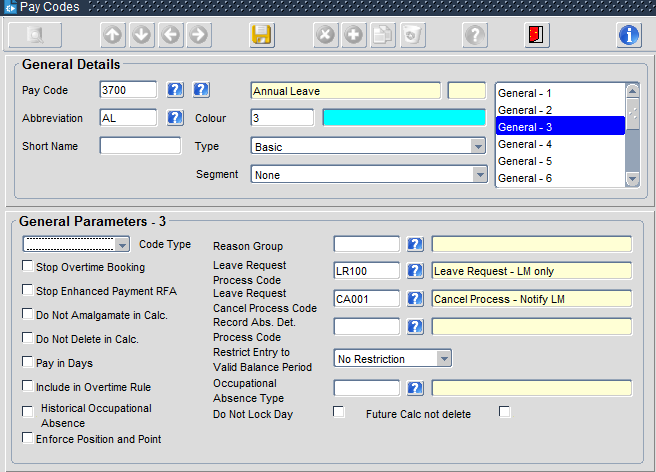 Pay Codes
General Details
Pay Code 3700 ? ? Annual Leave
Abbreviation AL ? Colour 3
Short Name Type Basic
Segment None
General - 1
General - 2
General - 3
General - 4
General - 5
General - 6
General Parameters - 3
Code Type
Stop Overtime Booking
Stop Enhanced Payment RFA
Do Not Amalgamate in Calc.
Do Not Delete in Calc.
Pay in Days
Include in Overtime Rule
Historical Occupational
Absence
Enforce Position and Point
Reason Group ?
Leave Request
Process Code LR100 ? Leave Request - LM only
Leave Request
Cancel Process Code CA001 ? Cancel Process - Notify LM
Record Abs. Det.
Process Code ?
Restrict Entry to
Valid Balance Period No Restriction
Occupational
Absence Type ?
Do Not Lock Day Future Calc not delete